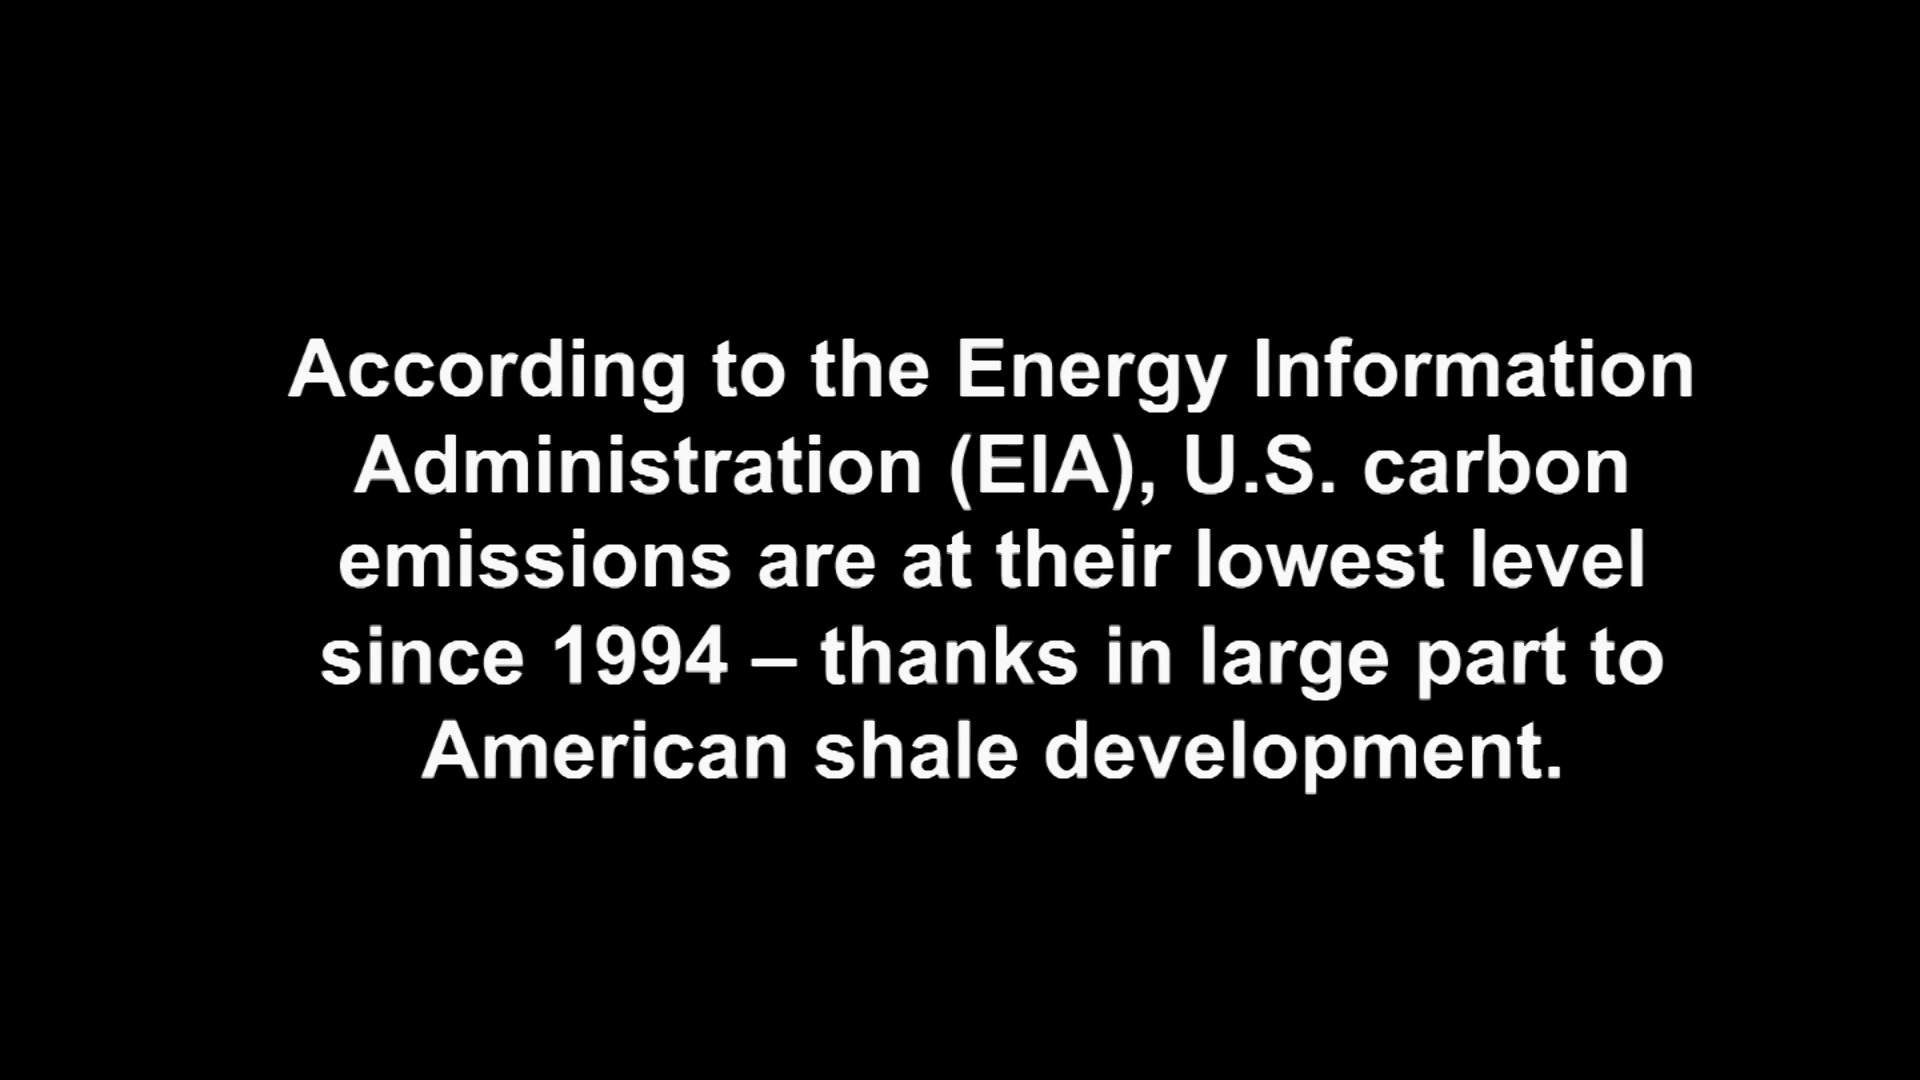 According to the Energy Information
Administration (EIA), U.S. carbon
emissions are at their lowest level
since 1994 – thanks in large part to
American shale development.